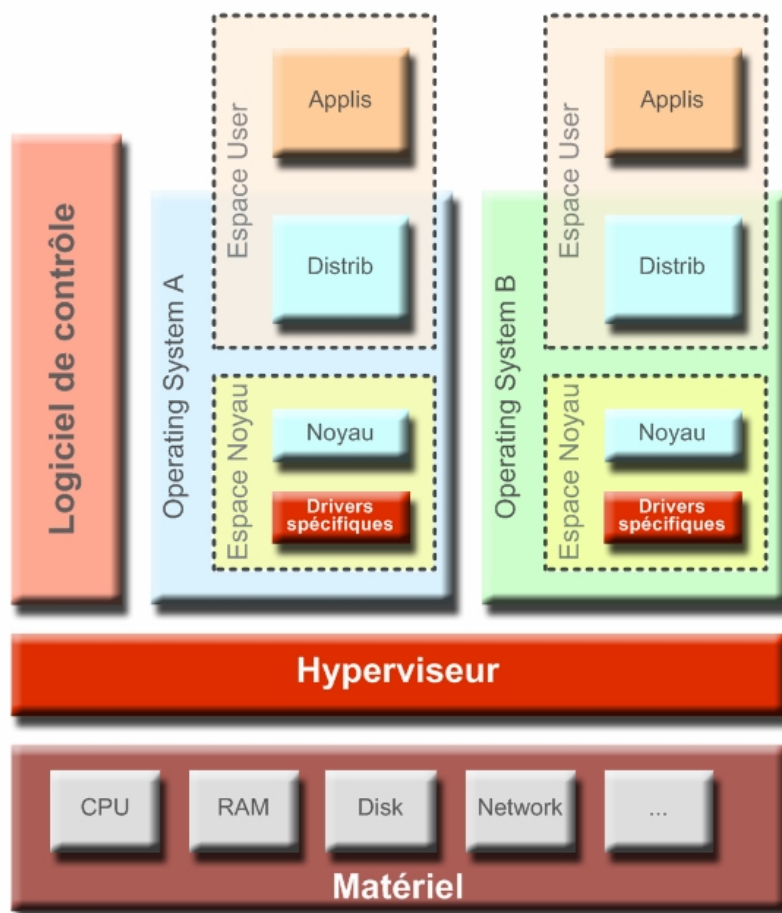 Logiciel de contrôle
Operating System A
Espace User
Applis
Distrib
Espace Noyau
Noyau
Drivers
spécifiques
Operating System B
Espace User
Applis
Distrib
Espace Noyau
Noyau
Drivers
spécifiques
Hyperviseur
CPU
RAM
Disk
Network
...
Matériel